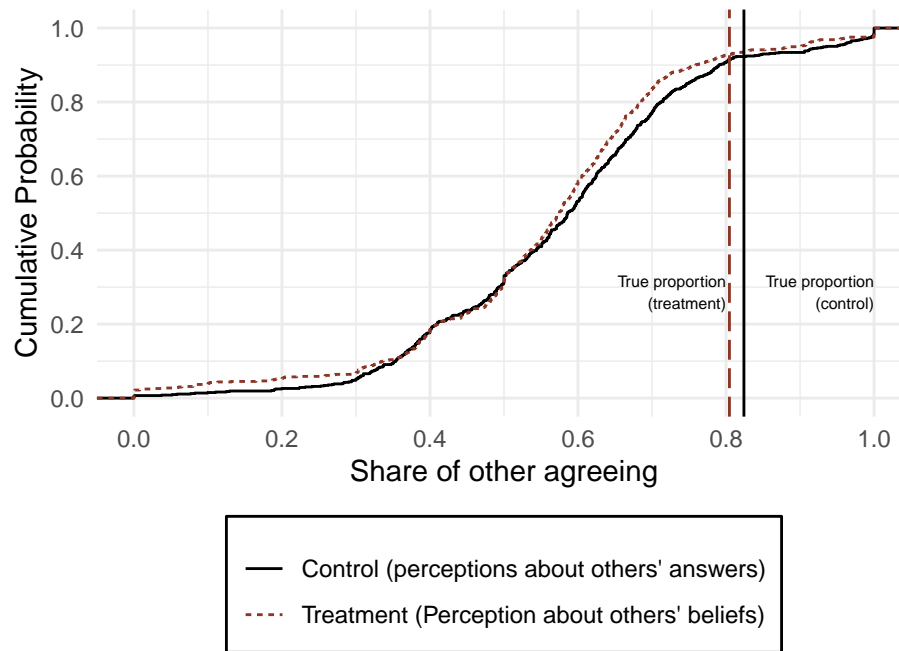 1.0
0.8
0.6
0.4
0.2
0.0
Cumulative Probability
True proportion
(treatment)
True proportion
(control)
0.0 0.2 0.4 0.6 0.8 1.0
Share of other agreeing
Control (perceptions about others' answers)
Treatment (Perception about others' beliefs)